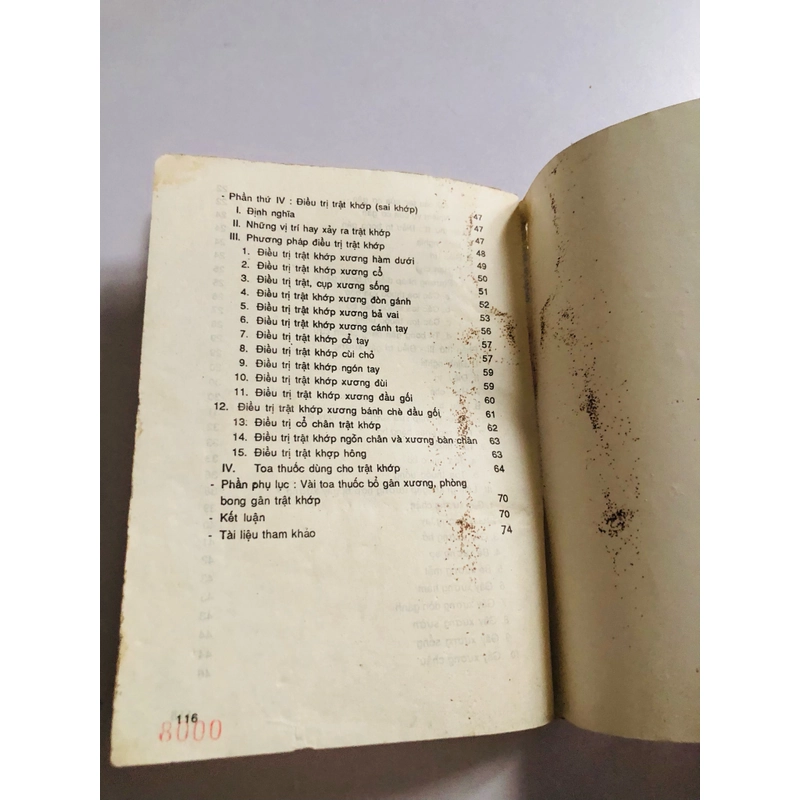 - Phần thứ IV : Điều trị trật khớp (sai khớp) 47
I. Định nghĩa 47
II. Những vị trí hay xảy ra trật khớp 47
III. Phương pháp điều trị trật khớp 48
1. Điều trị trật khớp xương hàm dưới 49
2. Điều trị trật khớp xương cổ 50
3. Điều trị trật, cụp xương sống 51
4. Điều trị trật khớp xương đòn gánh 52
5. Điều trị trật khớp xương bả vai 53
6. Điều trị trật khớp xương cánh tay 56
7. Điều trị trật khớp cổ tay 57
8. Điều trị trật khớp cùi chỏ 57
9. Điều trị trật khớp ngón tay 59
10. Điều trị trật khớp xương đùi 59
11. Điều trị trật khớp xương đầu gối 60
12. Điều trị trật khớp xương bánh chè đầu gối 61
13. Điều trị cổ chân trật khớp 62
14. Điều trị trật khớp ngón chân và xương bàn chân 63
15. Điều trị trật khợp hông 63
IV. Toa thuốc dùng cho trật khớp 64
- Phần phụ lục : Vài toa thuốc bổ gân xương, phòng
bong gân trật khớp 70
- Kết luận 70
- Tài liệu tham khảo 74
116
8000